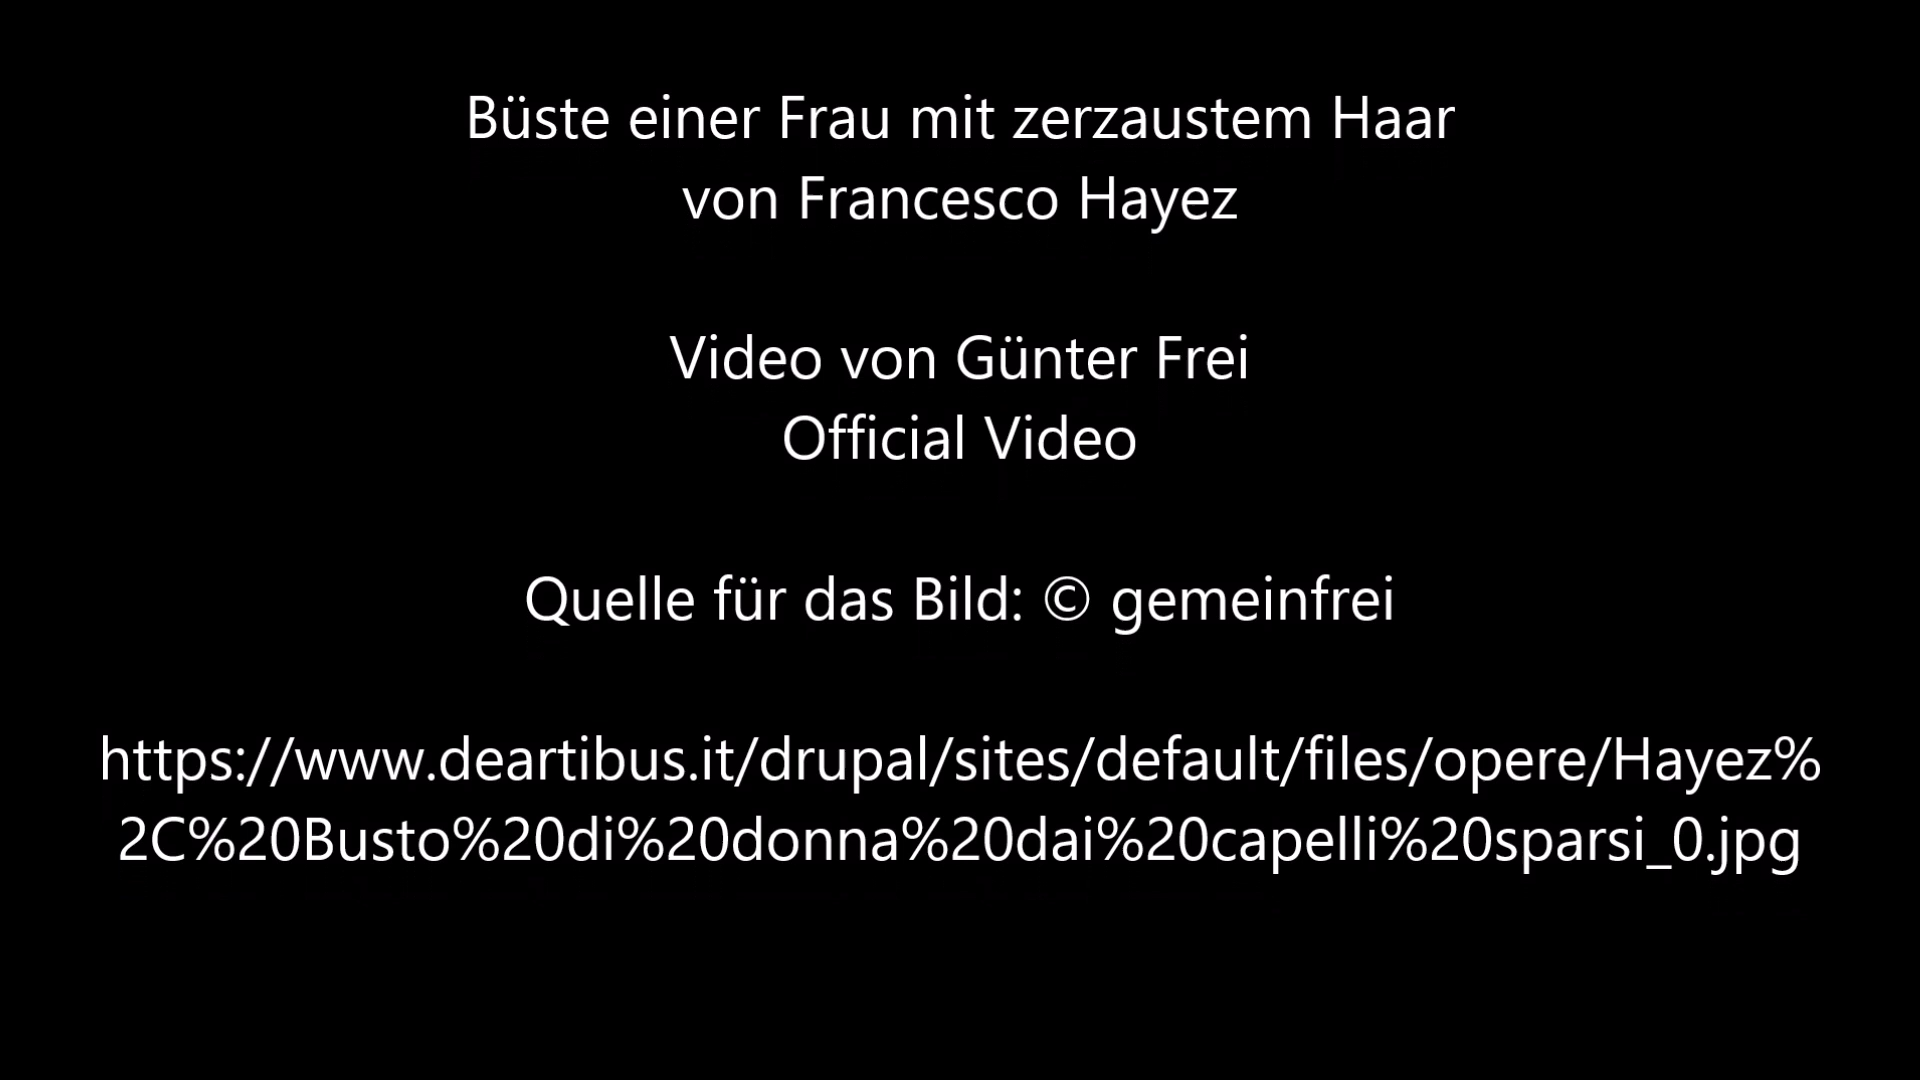 Büste einer Frau mit zerzaustem Haar
von Francesco Hayez
Video von Günter Frei
Official Video
Quelle für das Bild: © gemeinfrei
https://www.deartibus.it/drupal/sites/default/files/opere/Hayez%
2C%20Busto%20di%20donna%20dai%20capelli%20sparsi_0.jpg